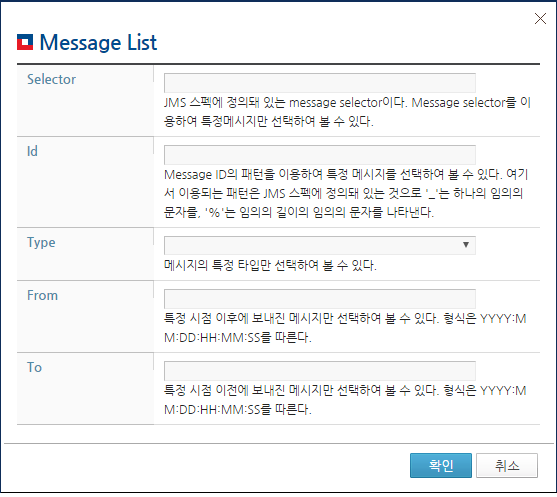 Message List
Selector
JMS 스펙에 정의돼 있는 message selector이다. Message selector를 이
용하여 특정메시지만 선택하여 볼 수 있다.
Id
Message ID의 패턴을 이용하여 특정 메시지를 선택하여 볼 수 있다. 여기
서 이용되는 패턴은 JMS 스펙에 정의돼 있는 것으로 '_'는 하나의 임의의
문자를, '%'는 임의의 길이의 임의의 문자를 나타낸다.
Type
메시지의 특정 타입만 선택하여 볼 수 있다.
From
특정 시점 이후에 보내진 메시지만 선택하여 볼 수 있다. 형식은 YYYY:M
M:DD:HH:MM:SS를 따른다.
To
특정 시점 이전에 보내진 메시지만 선택하여 볼 수 있다. 형식은 YYYY:M
M:DD:HH:MM:SS를 따른다.
확인 취소